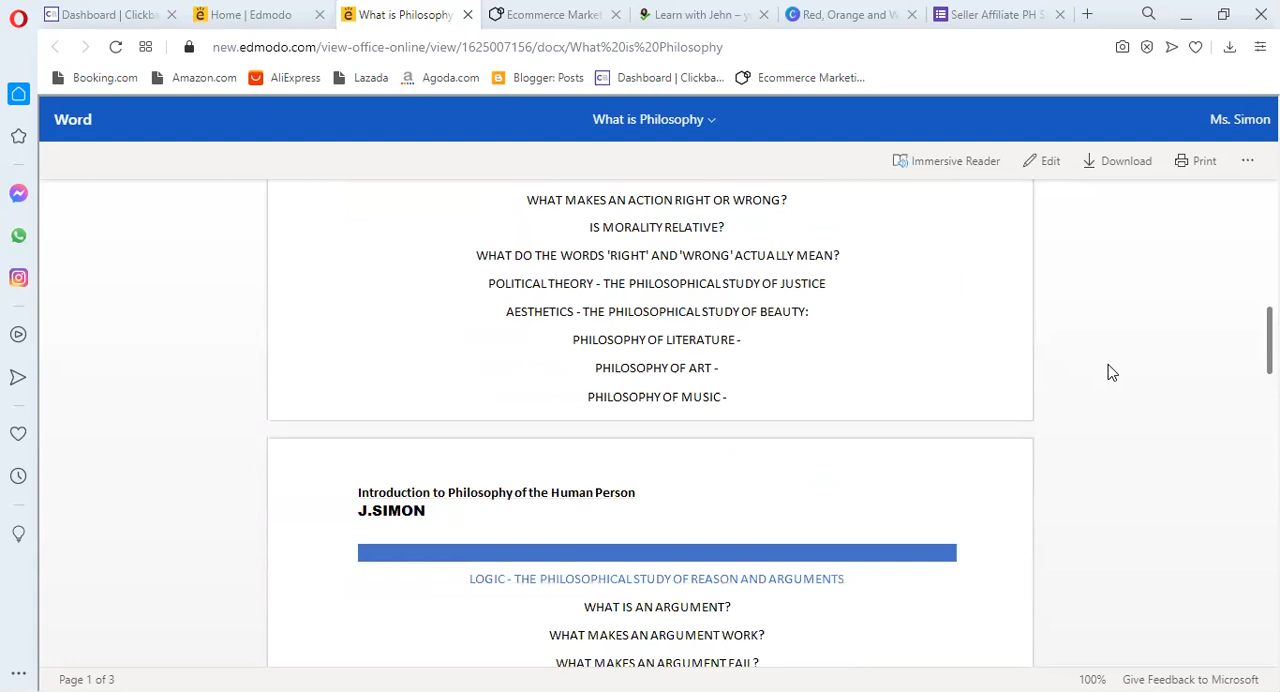 Dashboard | Clickba
Home | Edmodo
What is Philosophy
Ecommerce Market
Learn with Jehn – y
Red, Orange and W
Seller Affiliate PH S
new.edmodo.com/view-office-online/view/1625007156/docx/What%20is%20Philosophy
Booking.com
Amazon.com
AliExpress
Lazada
Agoda.com
Blogger: Posts
Dashboard | Clickba...
Ecommerce Marketi...
Word
What is Philosophy
Ms. Simon
Immersive Reader
Edit
Download
Print
WHAT MAKES AN ACTION RIGHT OR WRONG?
IS MORALITY RELATIVE?
WHAT DO THE WORDS 'RIGHT' AND 'WRONG' ACTUALLY MEAN?
POLITICAL THEORY - THE PHILOSOPHICAL STUDY OF JUSTICE
AESTHETICS - THE PHILOSOPHICAL STUDY OF BEAUTY:
PHILOSOPHY OF LITERATURE -
PHILOSOPHY OF ART -
PHILOSOPHY OF MUSIC -
Introduction to Philosophy of the Human Person
J.SIMON
LOGIC - THE PHILOSOPHICAL STUDY OF REASON AND ARGUMENTS
WHAT IS AN ARGUMENT?
WHAT MAKES AN ARGUMENT WORK?
WHAT MAKES AN ARGUMENT FAIL?
Page 1 of 3
100%
Give Feedback to Microsoft